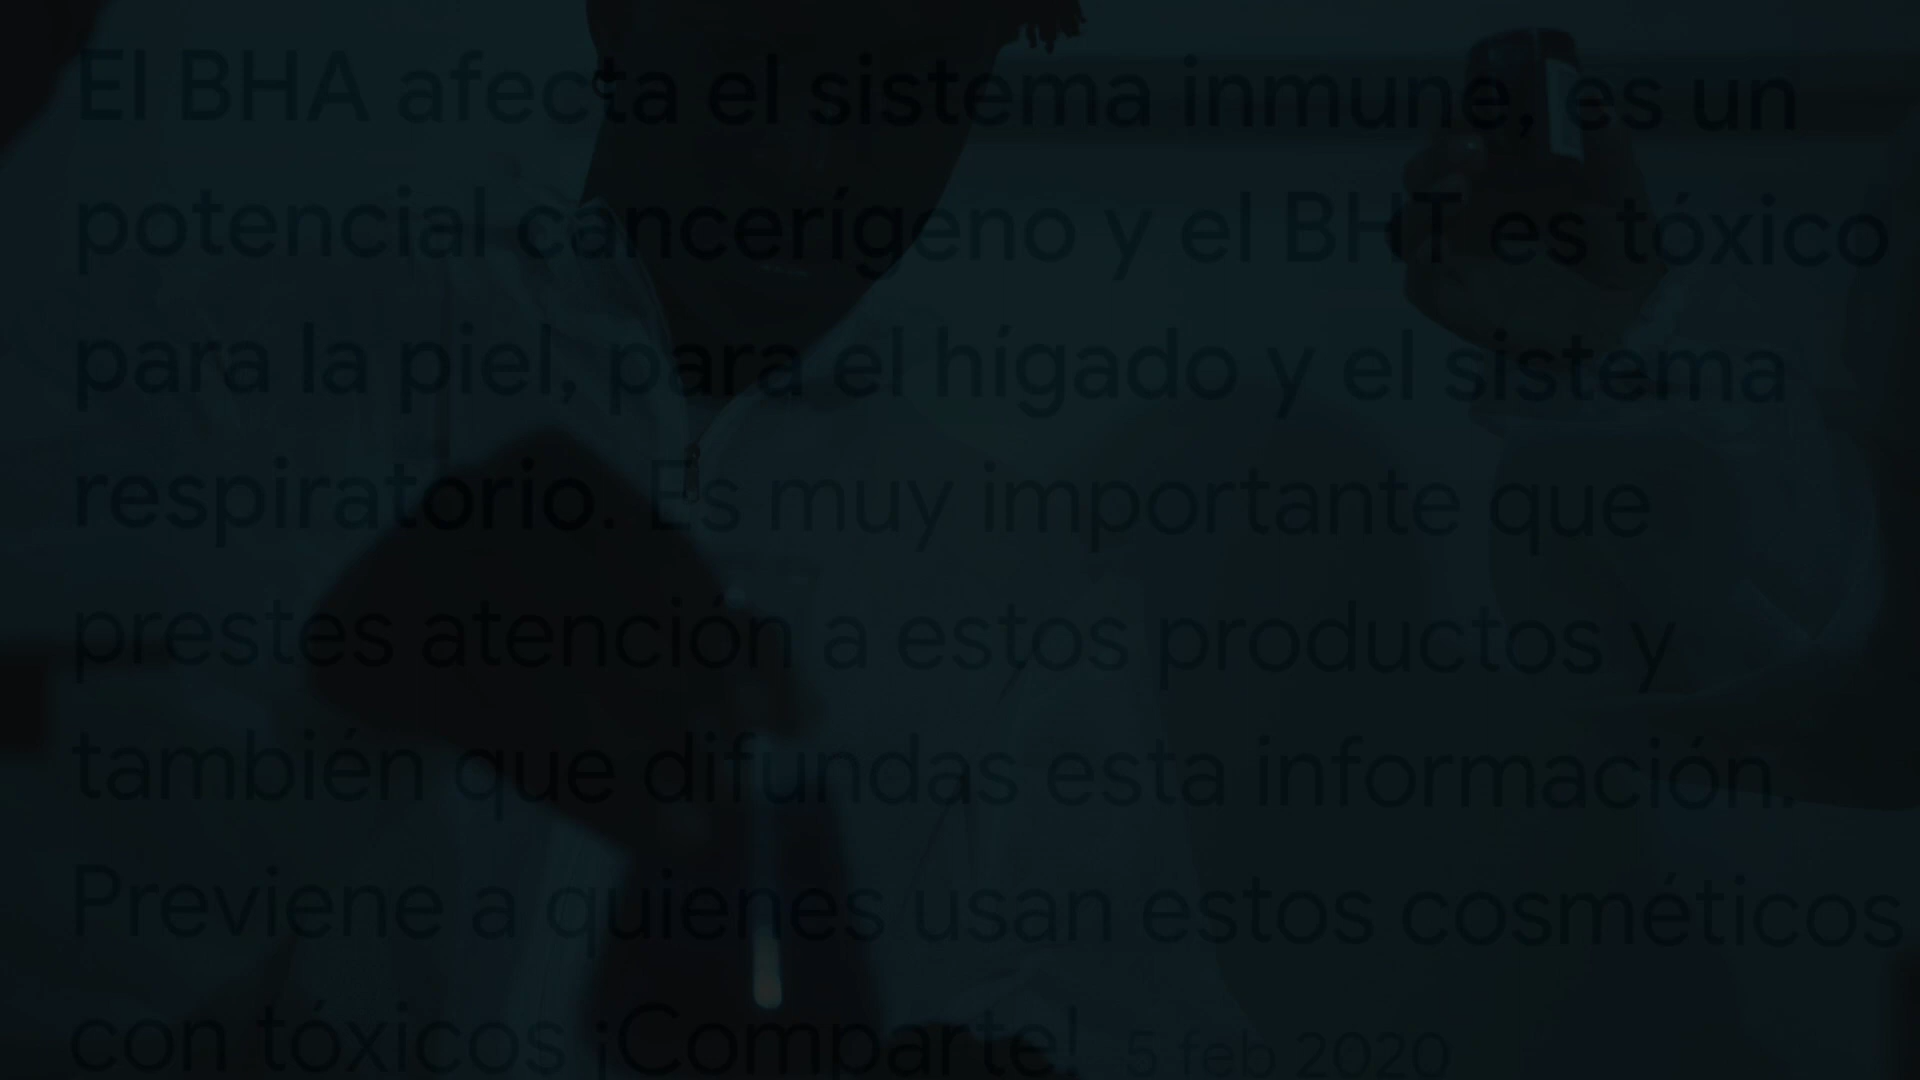 El BHA afecta el sistema inmune, es un
potencial cancerígeno y el BHT es tóxico
para la piel, para el hígado y el sistema
respiratorio. Es muy importante que
prestes atención a estos productos y
también que difundas esta información.
Previene a quienes usan estos cosméticos
con tóxicos ¡Comparte! 5 feb 2020